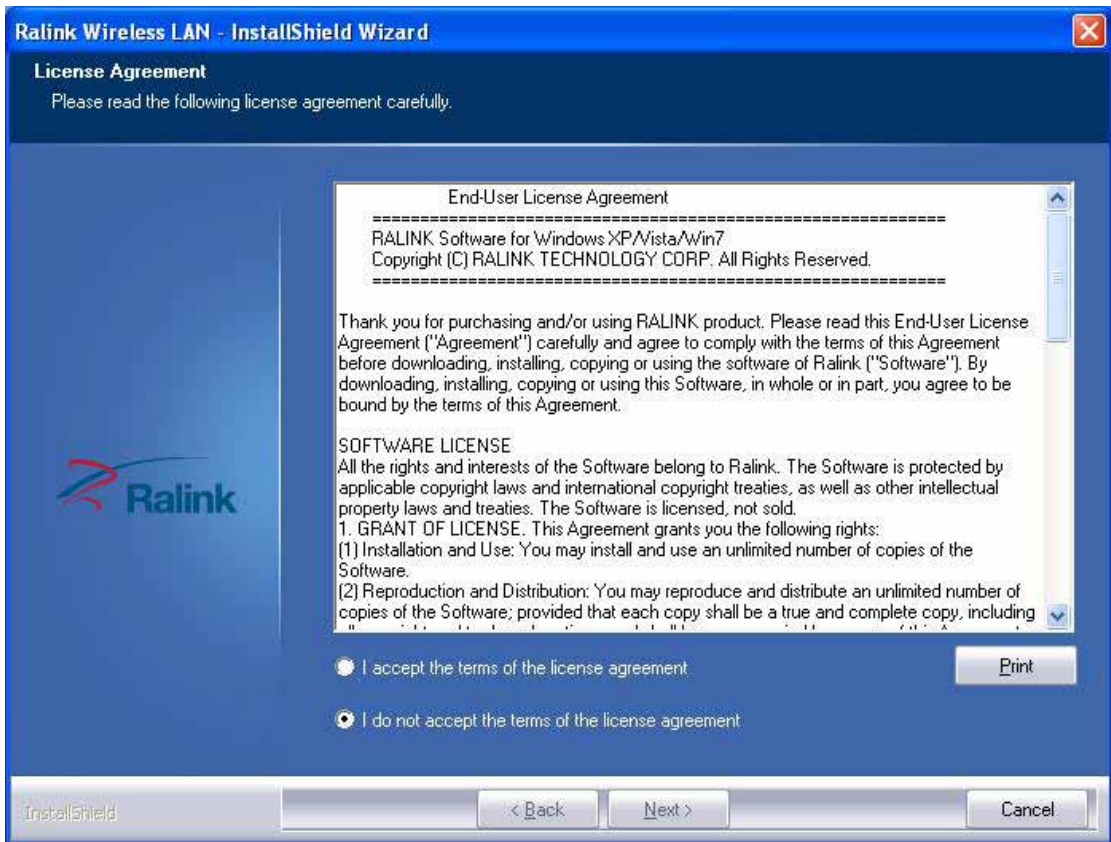 Ralink Wireless LAN - InstallShield Wizard
License Agreement
Please read the following license agreement carefully.
End-User License Agreement
============================================================
RALINK Software for Windows XP/Vista/Win7
Copyright (C) RALINK TECHNOLOGY CORP. All Rights Reserved.
============================================================
Thank you for purchasing and/or using RALINK product. Please read this End-User License
Agreement ("Agreement") carefully and agree to comply with the terms of this Agreement
before downloading, installing, copying or using the software of Ralink ("Software"). By
downloading, installing, copying or using this Software, in whole or in part, you agree to be
bound by the terms of this Agreement.
SOFTWARE LICENSE
All the rights and interests of the Software belong to Ralink. The Software is protected by
applicable copyright laws and international copyright treaties, as well as other intellectual
property laws and treaties. The Software is licensed, not sold.
1. GRANT OF LICENSE. This Agreement grants you the following rights:
(1) Installation and Use: You may install and use an unlimited number of copies of the
Software.
(2) Reproduction and Distribution: You may reproduce and distribute an unlimited number of
copies of the Software; provided that each copy shall be a true and complete copy, including
Ralink
I accept the terms of the license agreement
Print
I do not accept the terms of the license agreement
InstallShield
< Back
Next >
Cancel